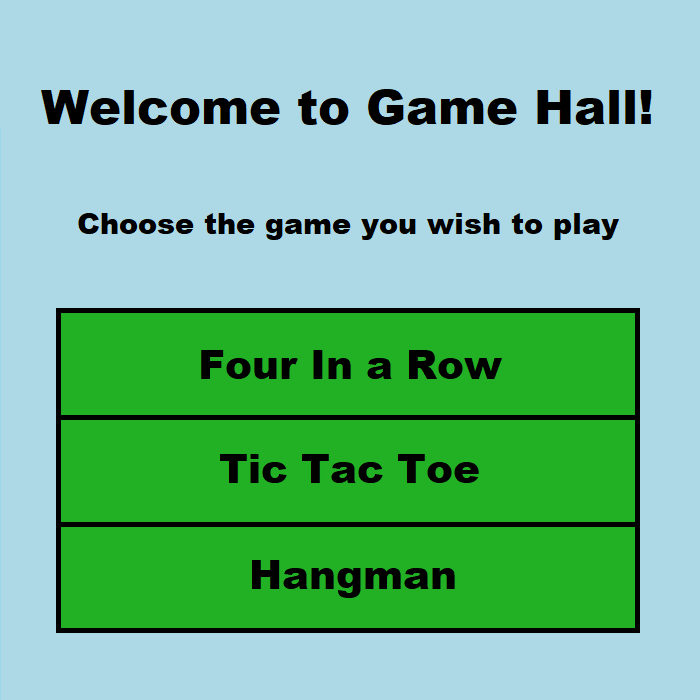 Welcome to Game Hall!
Choose the game you wish to play
Four In a Row
Tic Tac Toe
Hangman